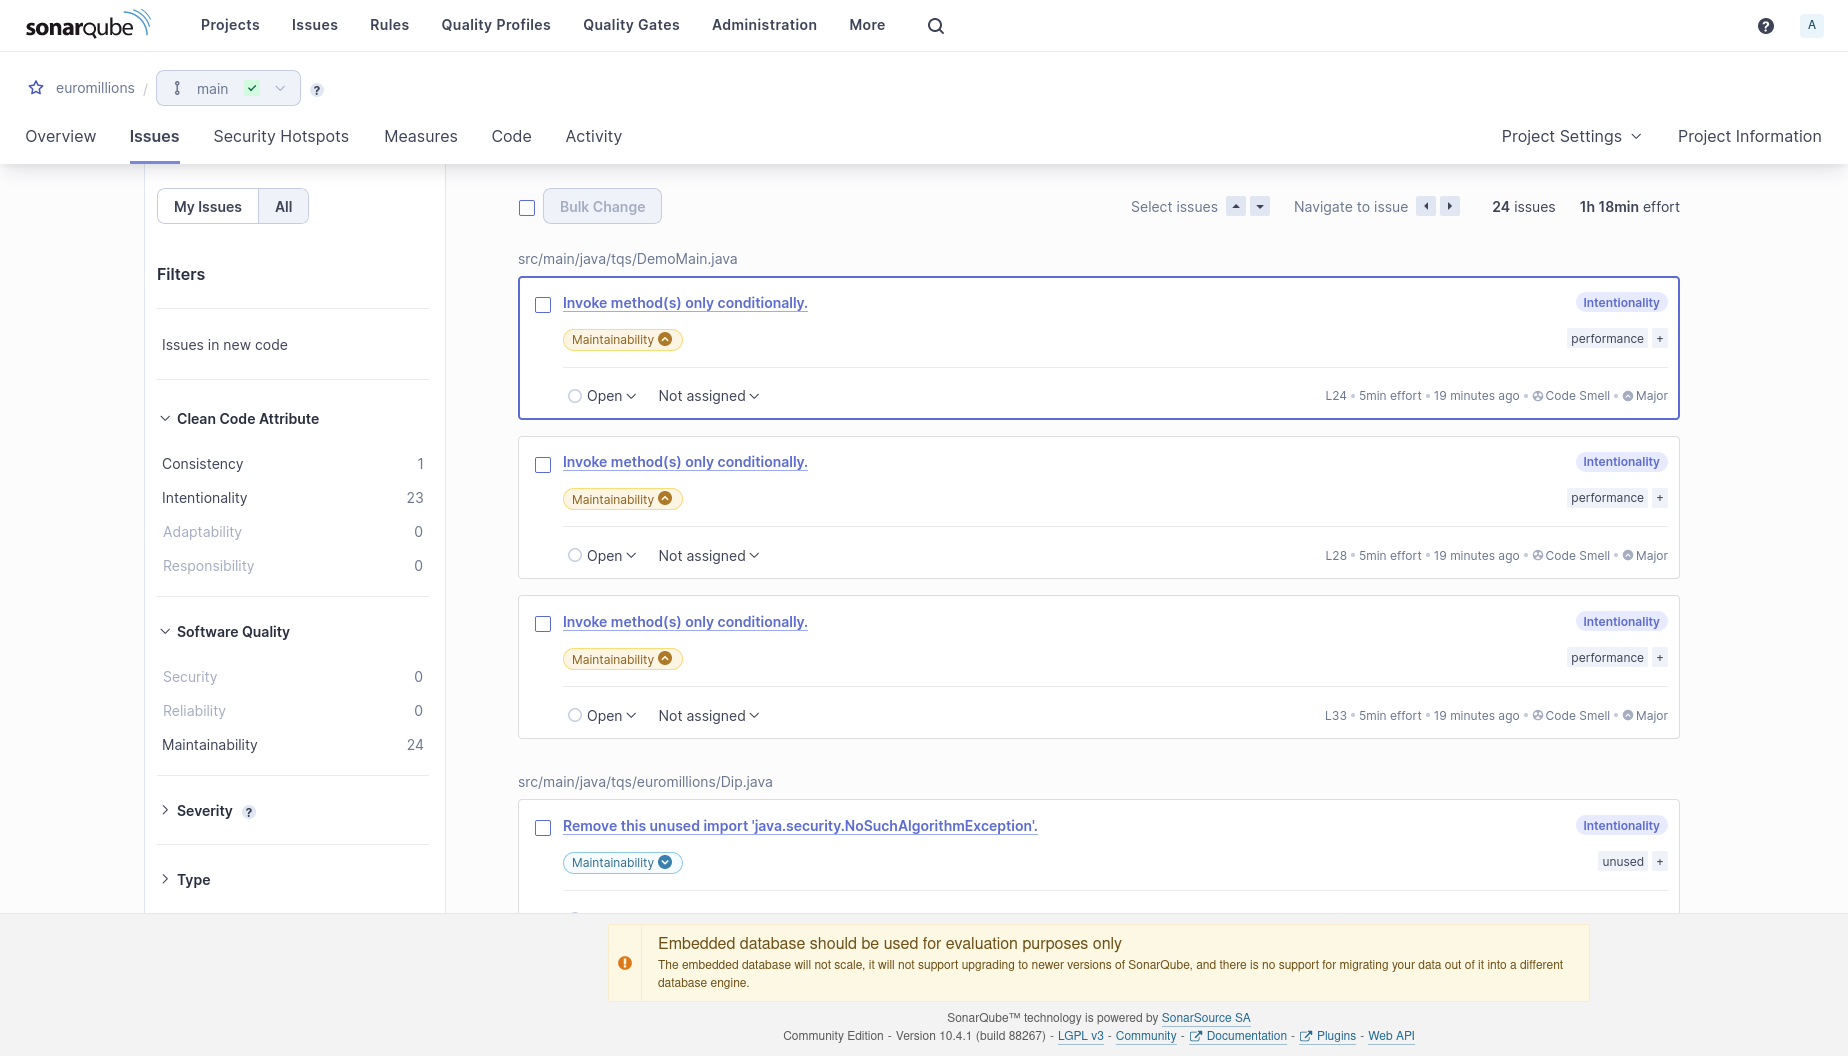 sonarqube Projects Issues Rules Quality Profiles Quality Gates Administration More ? A
euromillions / main ?
Overview Issues Security Hotspots Measures Code Activity Project Settings Project Information
My Issues All
Bulk Change Select issues Navigate to issue 24 issues 1h 18min effort
Filters
Issues in new code
Clean Code Attribute
Consistency 1
Intentionality 23
Adaptability 0
Responsibility 0
Software Quality
Security 0
Reliability 0
Maintainability 24
Severity ?
Type
src/main/java/tqs/DemoMain.java
Invoke method(s) only conditionally. Intentionality
Maintainability performance +
Open Not assigned L24 • 5min effort • 19 minutes ago • Code Smell • Major
Invoke method(s) only conditionally. Intentionality
Maintainability performance +
Open Not assigned L28 • 5min effort • 19 minutes ago • Code Smell • Major
Invoke method(s) only conditionally. Intentionality
Maintainability performance +
Open Not assigned L33 • 5min effort • 19 minutes ago • Code Smell • Major
src/main/java/tqs/euromillions/Dip.java
Remove this unused import 'java.security.NoSuchAlgorithmException'. Intentionality
Maintainability unused +
Embedded database should be used for evaluation purposes only
The embedded database will not scale, it will not support upgrading to newer versions of SonarQube, and there is no support for migrating your data out of it into a different
database engine.
SonarQube™ technology is powered by SonarSource SA
Community Edition - Version 10.4.1 (build 88267) - LGPL v3 - Community - Documentation - Plugins - Web API